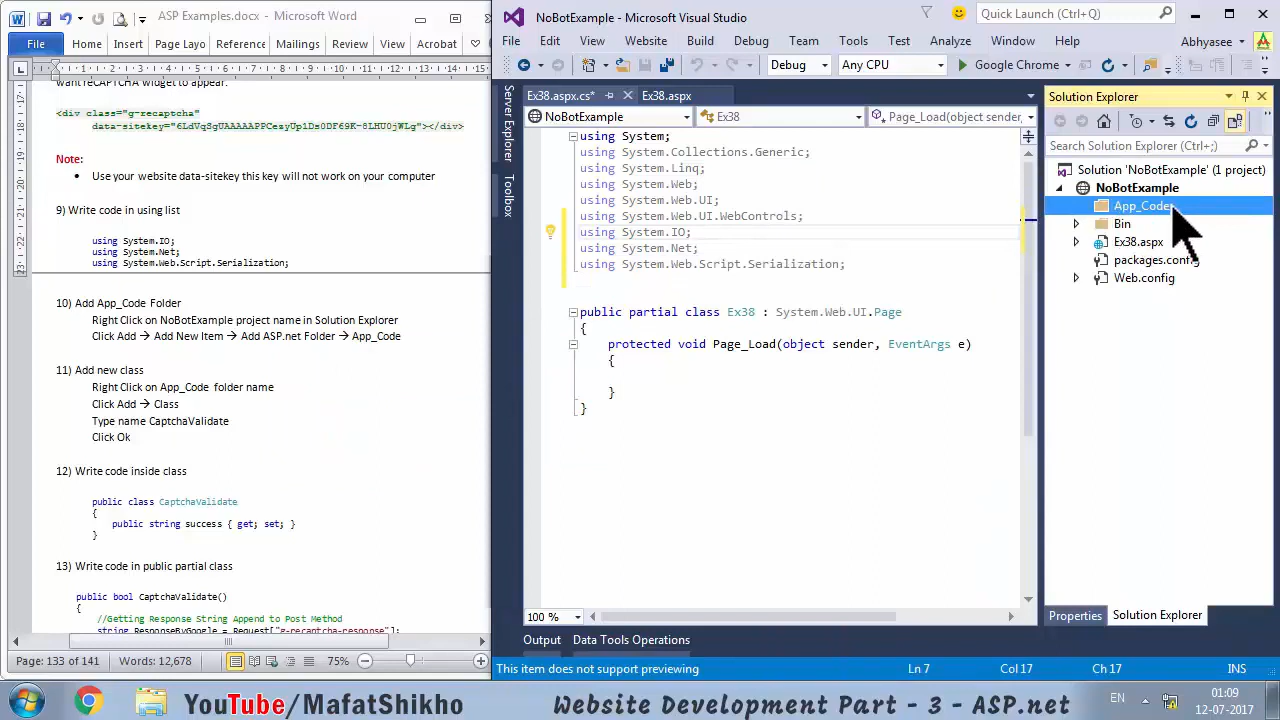 ASP Examples.docx - Microsoft Word
File Home Insert Page Layo Reference Mailings Review View Acrobat
want reCAPTCHA widget to appear.
<div class="g-recaptcha"
Note:
Use your website data-sitekey this key will not work on your computer
9) Write code in using list
using System.IO;
using System.Net;
using System.Web.Script.Serialization;
10) Add App_Code Folder
Right Click on NoBotExample project name in Solution Explorer
Click Add → Add New Item → Add ASP.net Folder → App_Code
11) Add new class
Right Click on App_Code folder name
Click Add → Class
Type name CaptchaValidate
Click Ok
12) Write code inside class
public class CaptchaValidate
{
public string success { get; set; }
}
13) Write code in public partial class
public bool CaptchaValidate()
{
//Getting Response String Append to Post Method
string ResponseByGoogle = Request["g-recaptcha-response"];
Page: 133 of 141 Words: 12,678 75%
NoBotExample - Microsoft Visual Studio
Quick Launch (Ctrl+Q)
File Edit View Website Build Debug Team Tools Test Analyze Window Help Abhyasee
Debug Any CPU Google Chrome
Server Explorer
Toolbox
Ex38.aspx.cs* Ex38.aspx
NoBotExample Ex38 Page_Load(object sender,
using System;
using System.Collections.Generic;
using System.Linq;
using System.Web;
using System.Web.UI;
using System.Web.UI.WebControls;
using System.IO;
using System.Net;
using System.Web.Script.Serialization;
public partial class Ex38 : System.Web.UI.Page
{
protected void Page_Load(object sender, EventArgs e)
{
}
}
100 %
Output Data Tools Operations
This item does not support previewing Ln 7 Col 17 Ch 17 INS
Solution Explorer
Search Solution Explorer (Ctrl+;)
Solution 'NoBotExample' (1 project)
NoBotExample
App_Code
Bin
Ex38.aspx
packages.config
Web.config
Properties Solution Explorer
YouTube/MafatShikho Website Development Part - 3 - ASP.net
EN
01:09
12-07-2017